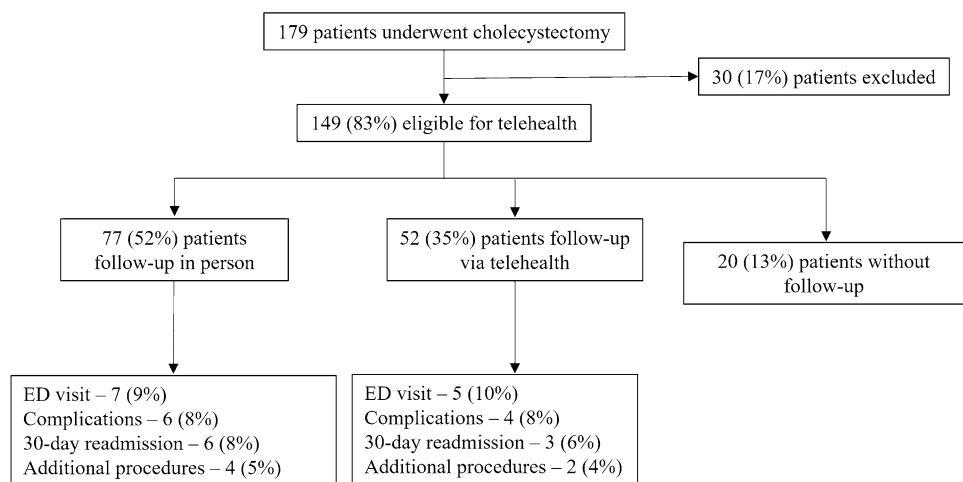 179 patients underwent cholecystectomy
30 (17%) patients excluded
149 (83%) eligible for telehealth
77 (52%) patients
follow-up in person
52 (35%) patients follow-up
via telehealth
20 (13%) patients without
follow-up
ED visit – 7 (9%)
Complications – 6 (8%)
30-day readmission – 6 (8%)
Additional procedures – 4 (5%)
ED visit – 5 (10%)
Complications – 4 (8%)
30-day readmission – 3 (6%)
Additional procedures – 2 (4%)